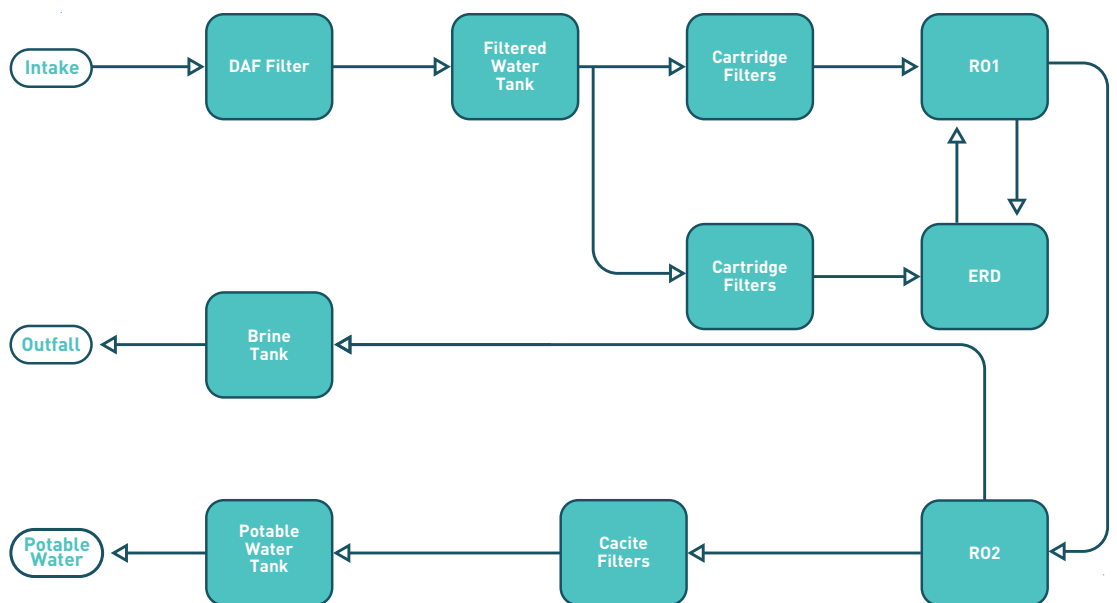 Intake
DAF Filter
Filtered
Water
Tank
Cartridge
Filters
RO1
Cartridge
Filters
ERD
Outfall
Brine
Tank
Potable
Water
Potable
Water
Tank
Cacite
Filters
RO2